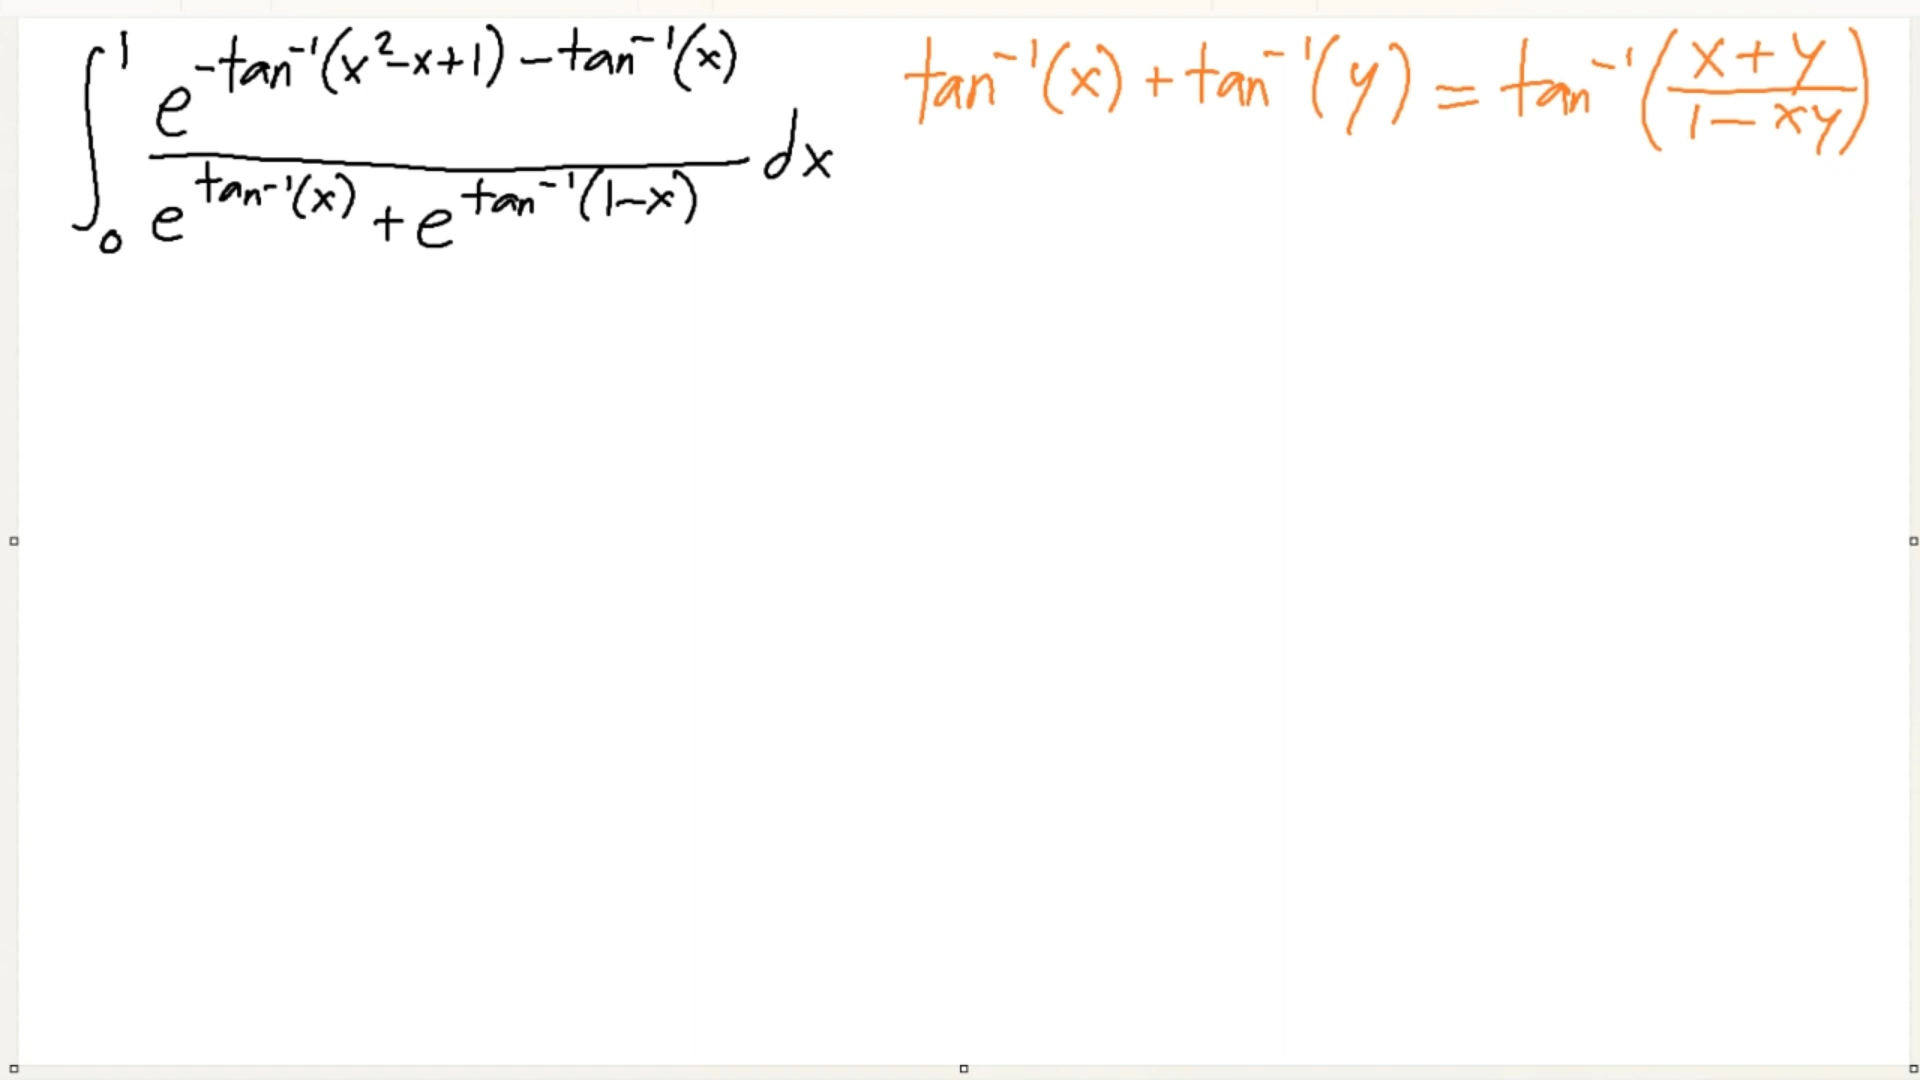 ∫₀¹ e^(-tan⁻¹(x²-x+1) - tan⁻¹(x)) / (e^(tan⁻¹(x)) + e^(tan⁻¹(1-x))) dx
tan⁻¹(x) + tan⁻¹(y) = tan⁻¹((x+y)/(1-xy))